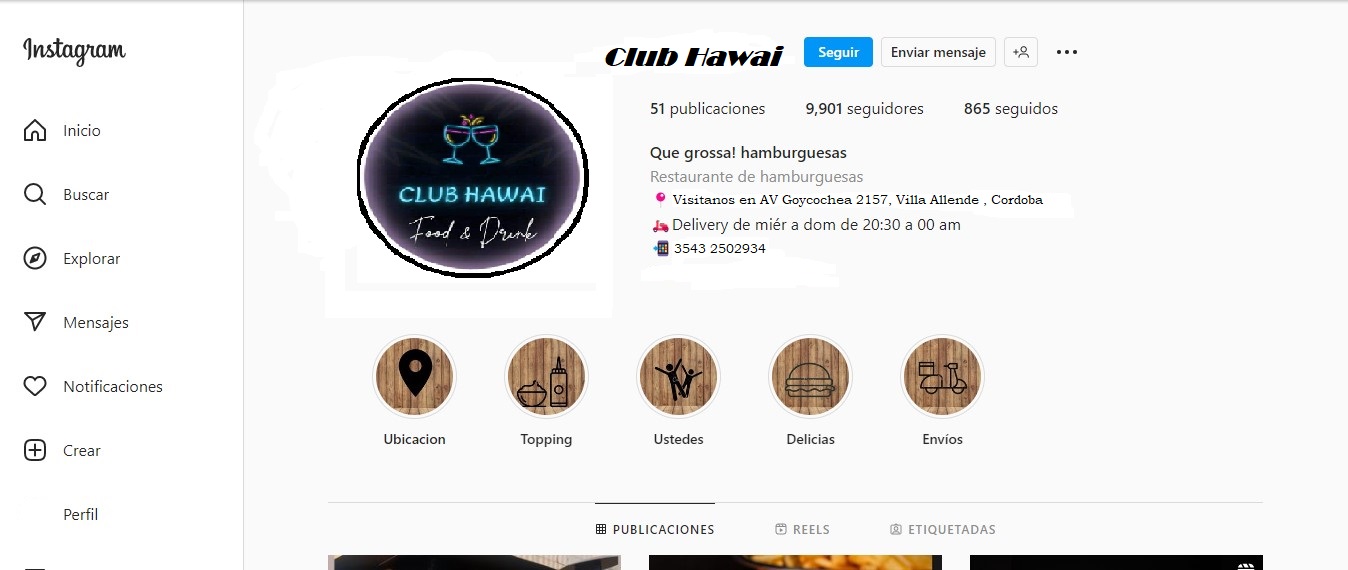 Instagram
Inicio
Buscar
Explorar
Mensajes
Notificaciones
Crear
Perfil
Club Hawai
Seguir
Enviar mensaje
51 publicaciones 9,901 seguidores 865 seguidos
CLUB HAWAI
Food & Drink
Que grossa! hamburguesas
Restaurante de hamburguesas
Visitanos en AV Goycochea 2157, Villa Allende , Cordoba
Delivery de miér a dom de 20:30 a 00 am
3543 2502934
Ubicacion
Topping
Ustedes
Delicias
Envíos
PUBLICACIONES
REELS
ETIQUETADAS